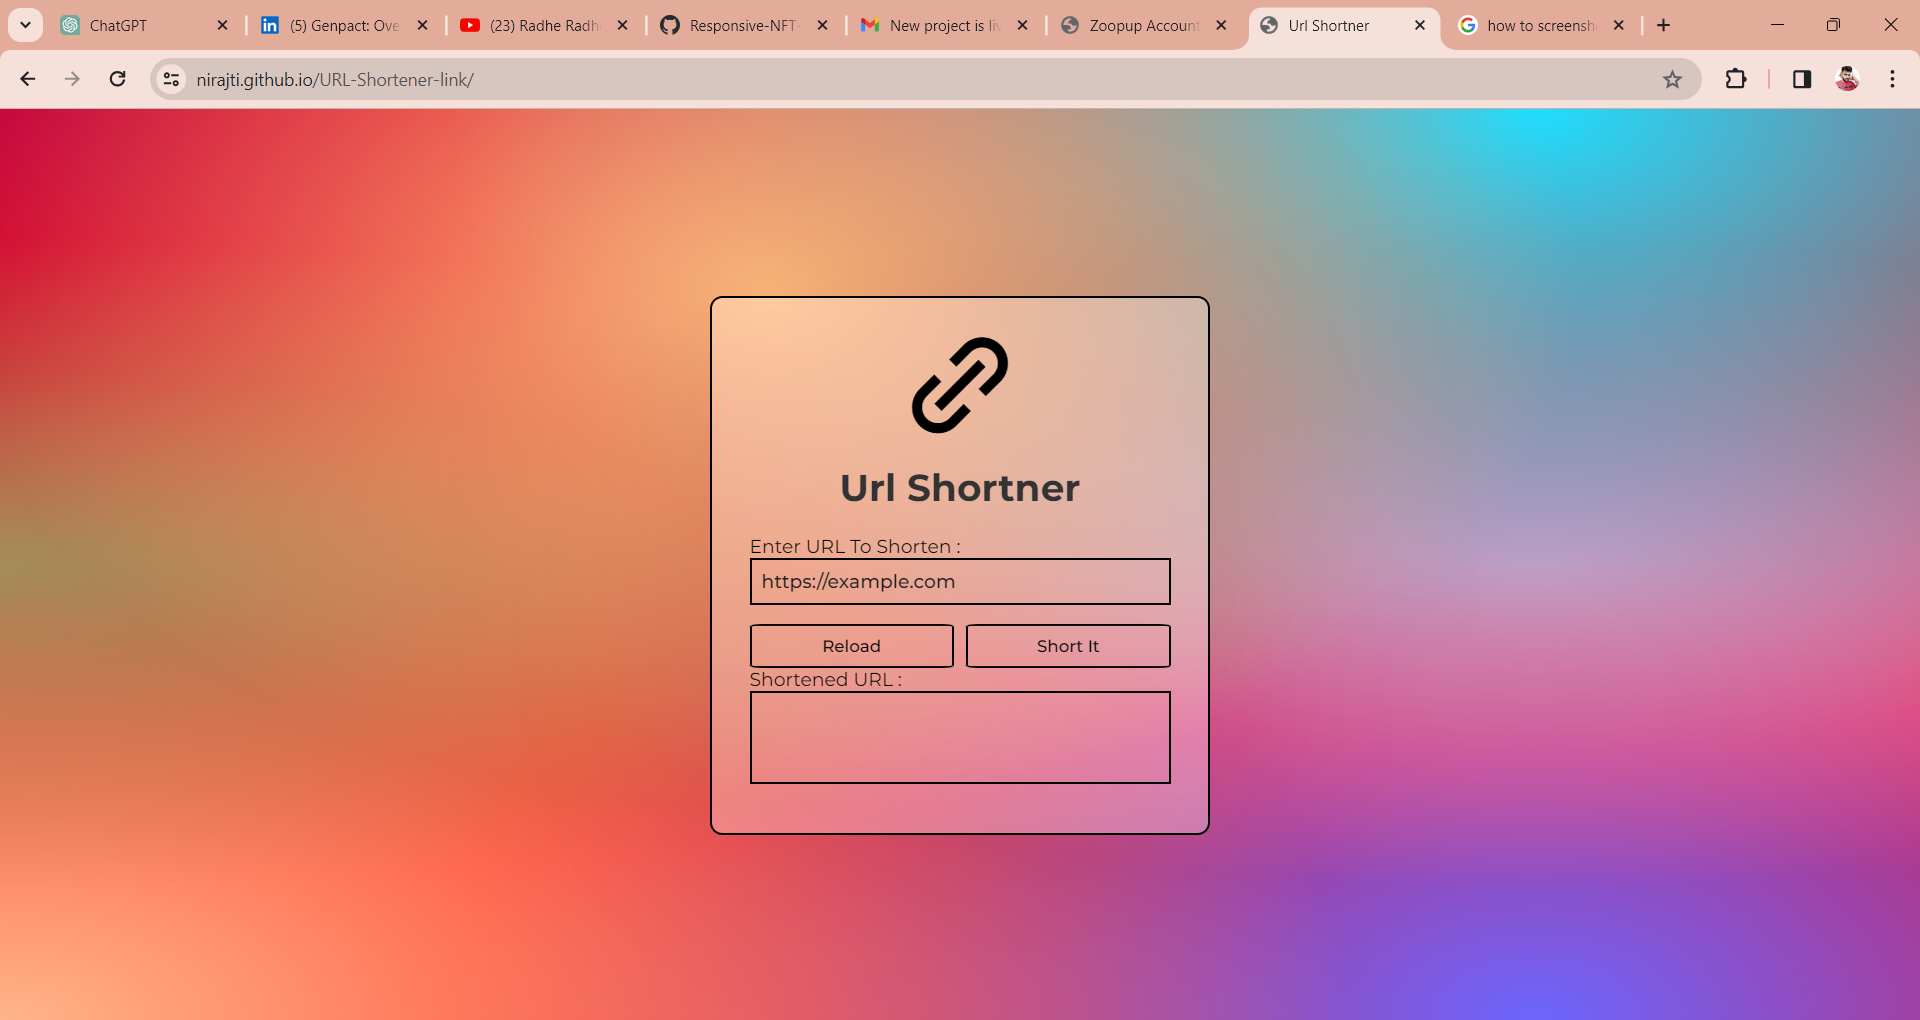 ChatGPT
(5) Genpact: Ove
(23) Radhe Radh
Responsive-NFT-
New project is liv
Zoopup Account
Url Shortner
how to screensh
nirajti.github.io/URL-Shortener-link/
Url Shortner
Enter URL To Shorten :
https://example.com
Reload
Short It
Shortened URL :